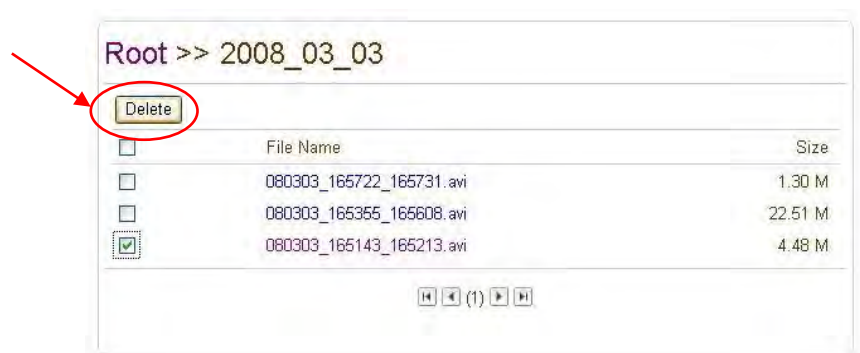 Root >> 2008_03_03
Delete
File Name Size
080303_165722_165731.avi 1.30 M
080303_165355_165608.avi 22.51 M
080303_165143_165213.avi 4.48 M
(1)